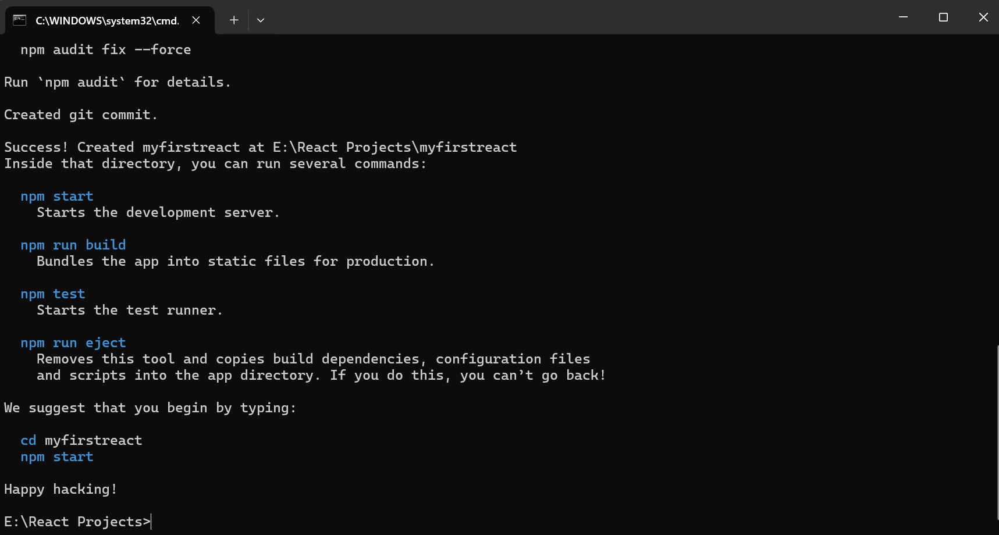 C:\WINDOWS\system32\cmd.
npm audit fix --force
Run `npm audit` for details.
Created git commit.
Success! Created myfirstreact at E:\React Projects\myfirstreact
Inside that directory, you can run several commands:
npm start
Starts the development server.
npm run build
Bundles the app into static files for production.
npm test
Starts the test runner.
npm run eject
Removes this tool and copies build dependencies, configuration files
and scripts into the app directory. If you do this, you can’t go back!
We suggest that you begin by typing:
cd myfirstreact
npm start
Happy hacking!
E:\React Projects>